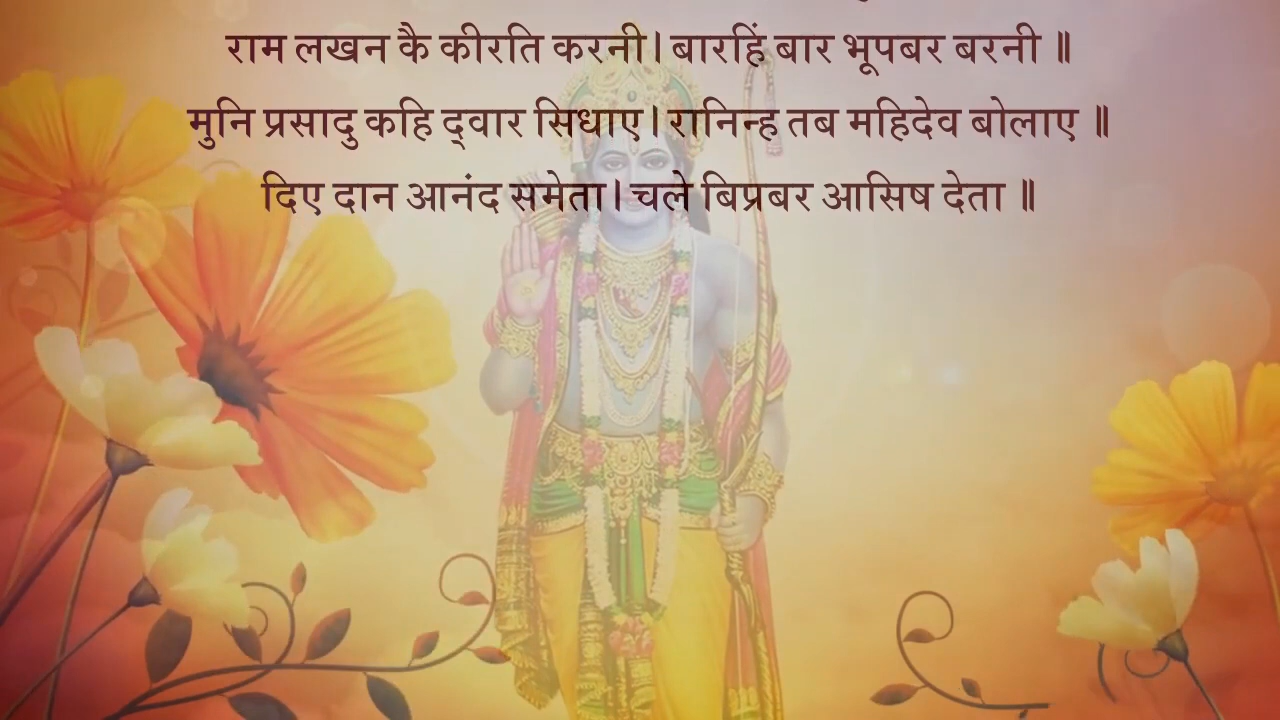 राम लखन कै कीरति करनी। बारहिं बार भूपबर बरनी ॥
मुनि प्रसादु कहि द्वार सिधाए। रानिन्ह तब महिदेव बोलाए ॥
दिए दान आनंद समेता। चले बिप्रबर आसिष देता ॥